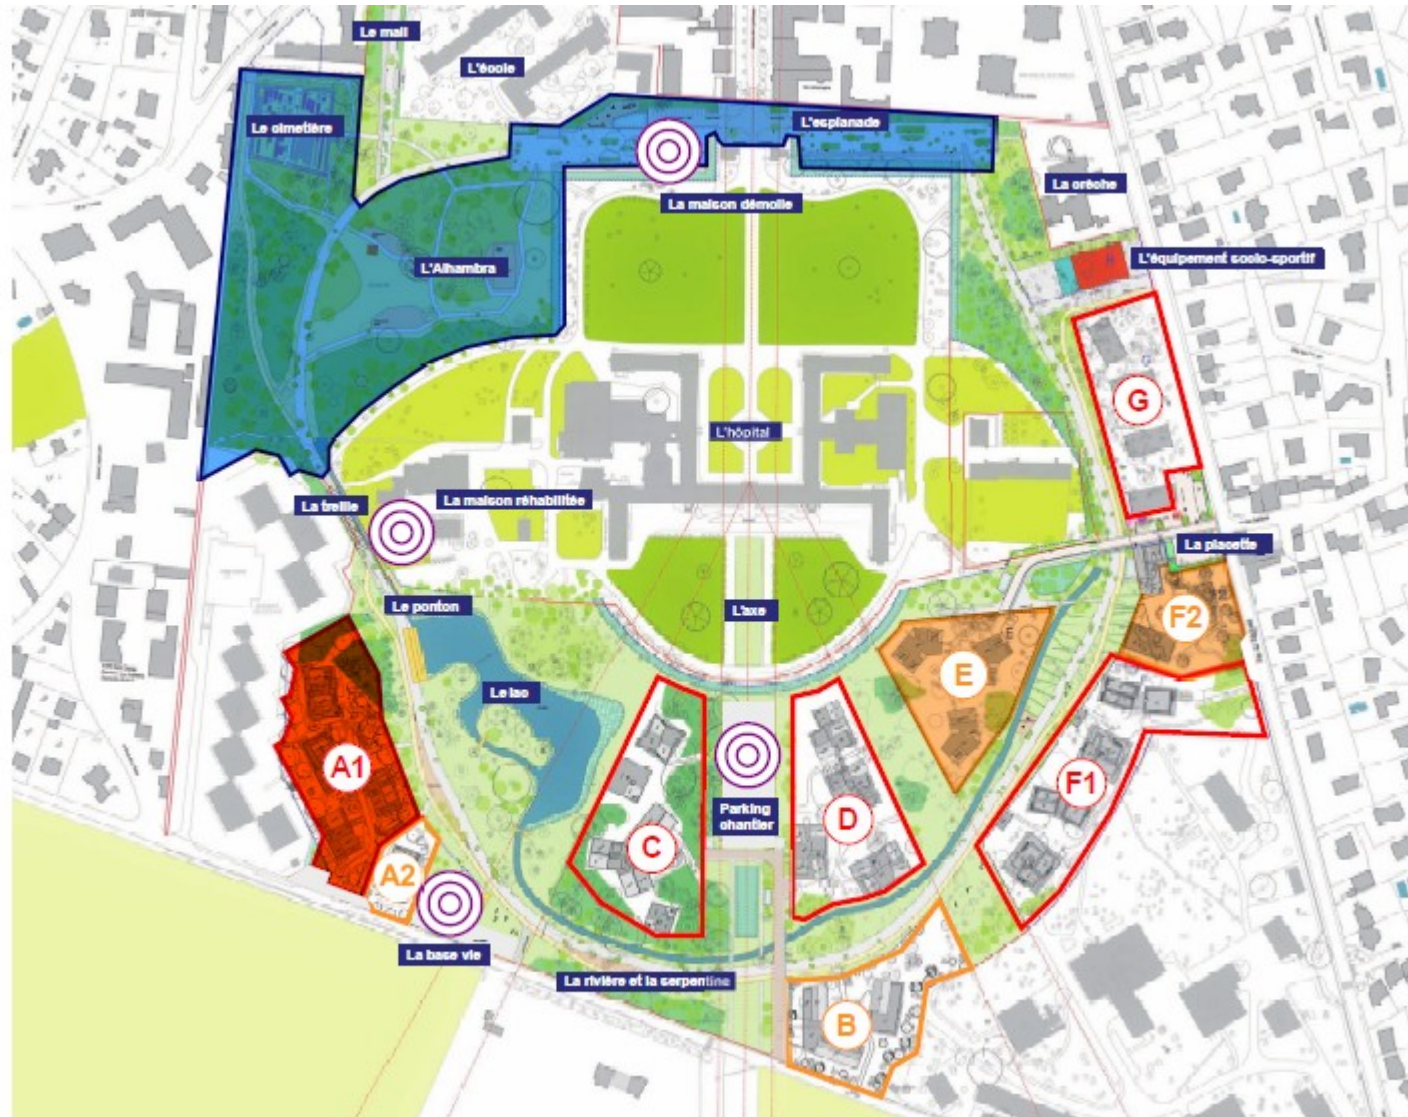 Le mail
L'école
Le cimetière
L'esplanade
La crèche
La maison démolie
L'équipement socio-sportif
L'Alhambra
G
L'hôpital
La treille
La maison réhabilitée
La placette
Le ponton
L'axe
F2
E
Le lac
A1
F1
Parking
chantier
D
C
A2
La base vie
La rivière et la serpentine
B